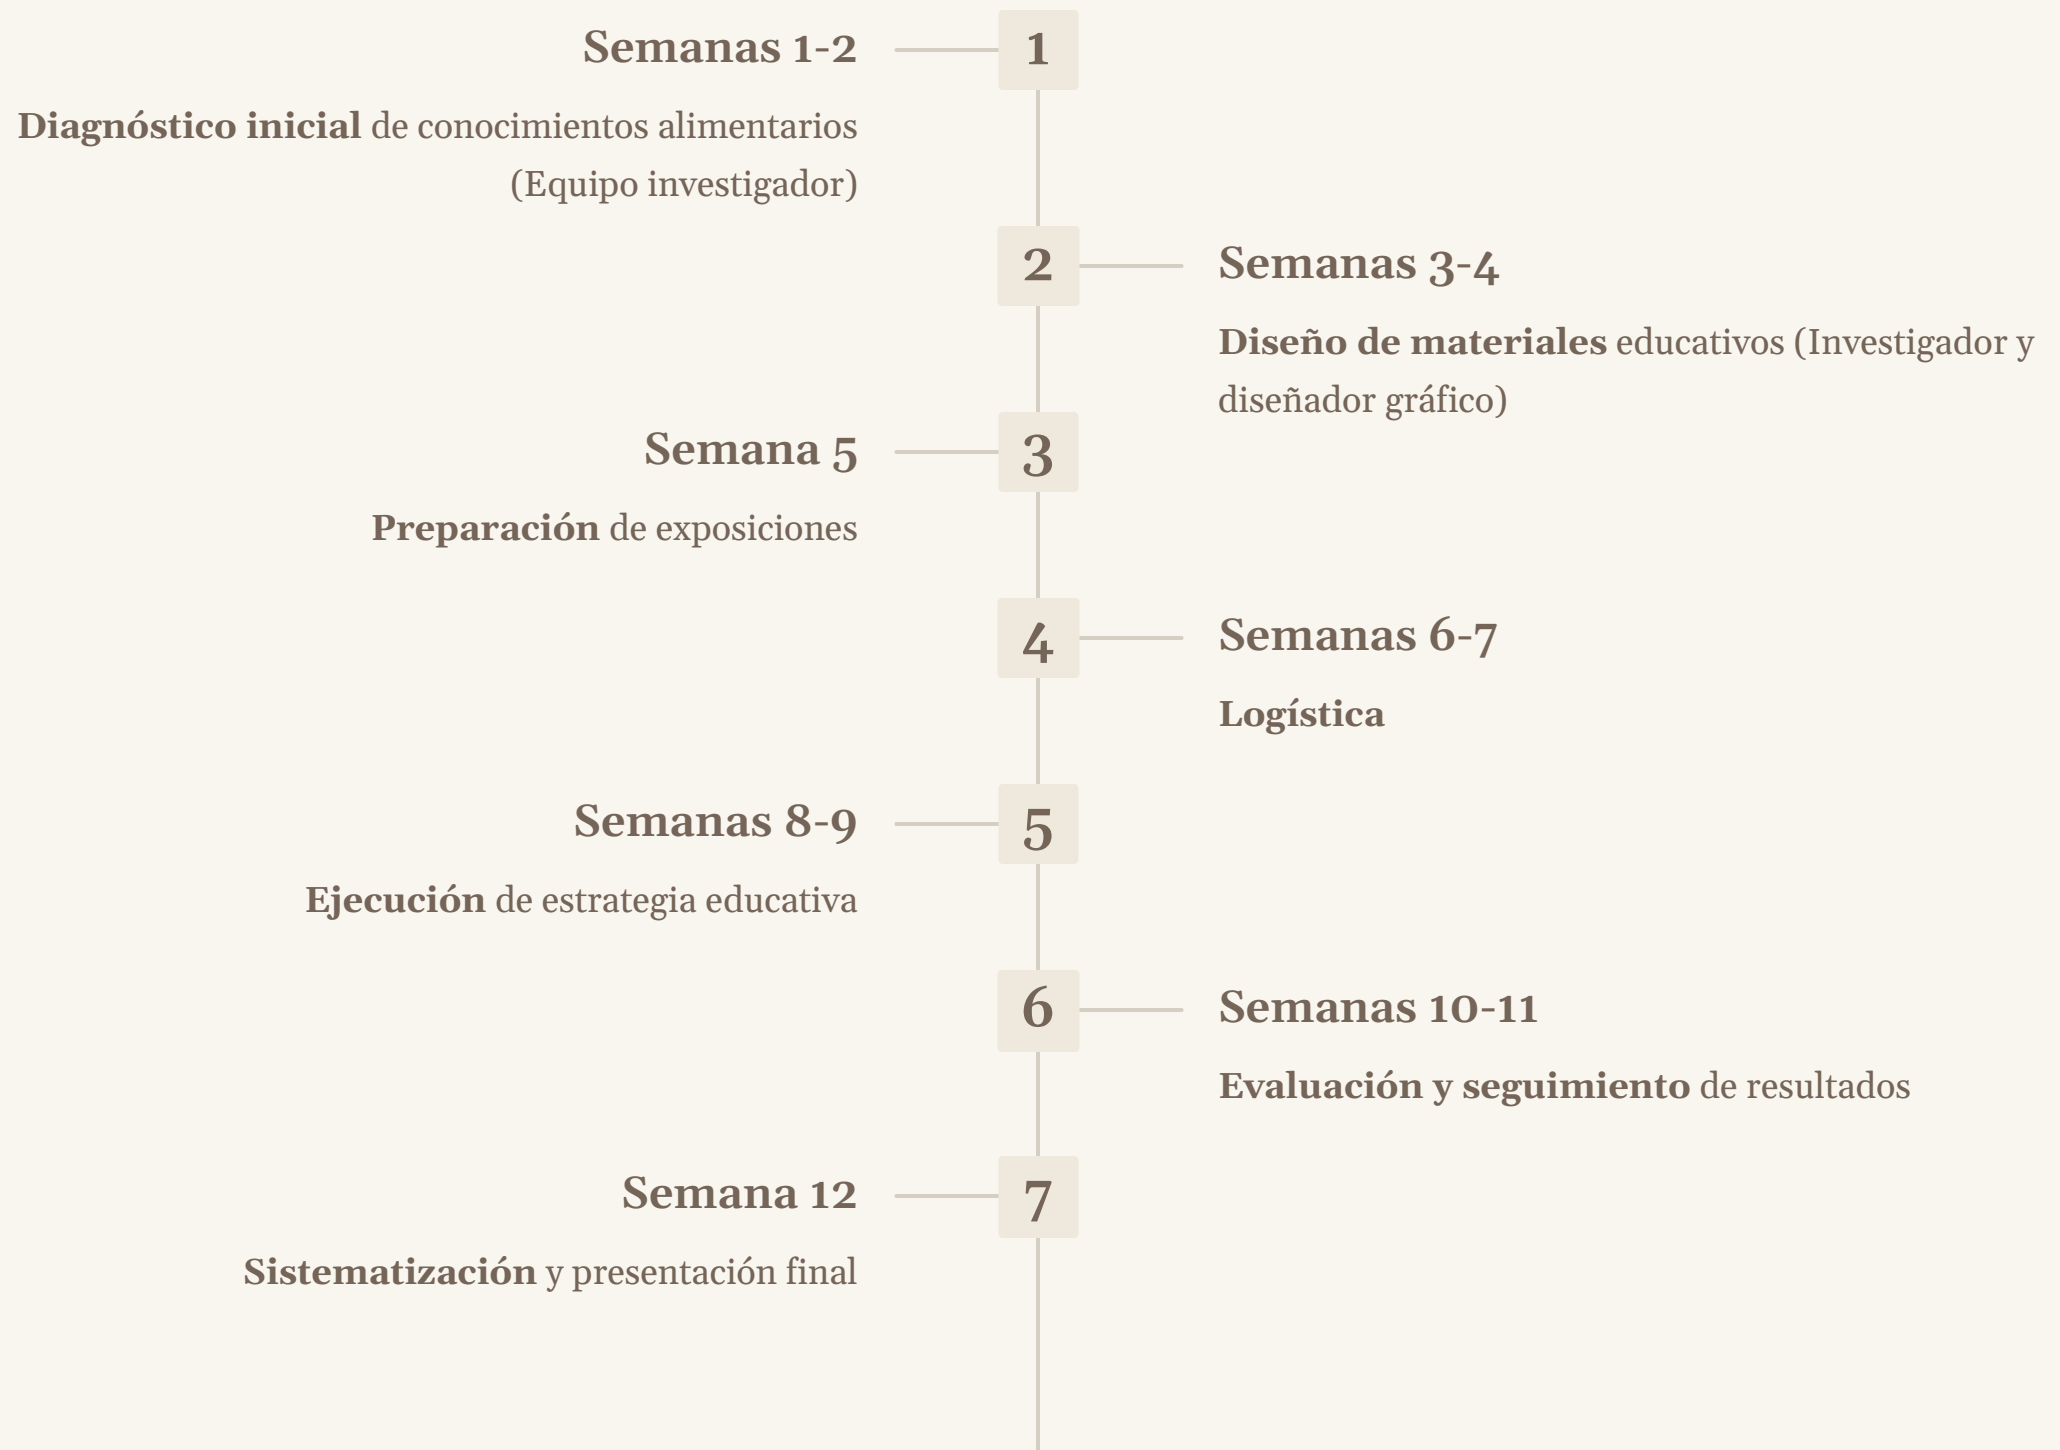 Semanas 1-2
1
Diagnóstico inicial de conocimientos alimentarios
(Equipo investigador)
2
Semanas 3-4
Diseño de materiales educativos (Investigador y
diseñador gráfico)
Semana 5
3
Preparación de exposiciones
4
Semanas 6-7
Logística
Semanas 8-9
5
Ejecución de estrategia educativa
6
Semanas 10-11
Evaluación y seguimiento de resultados
Semana 12
7
Sistematización y presentación final